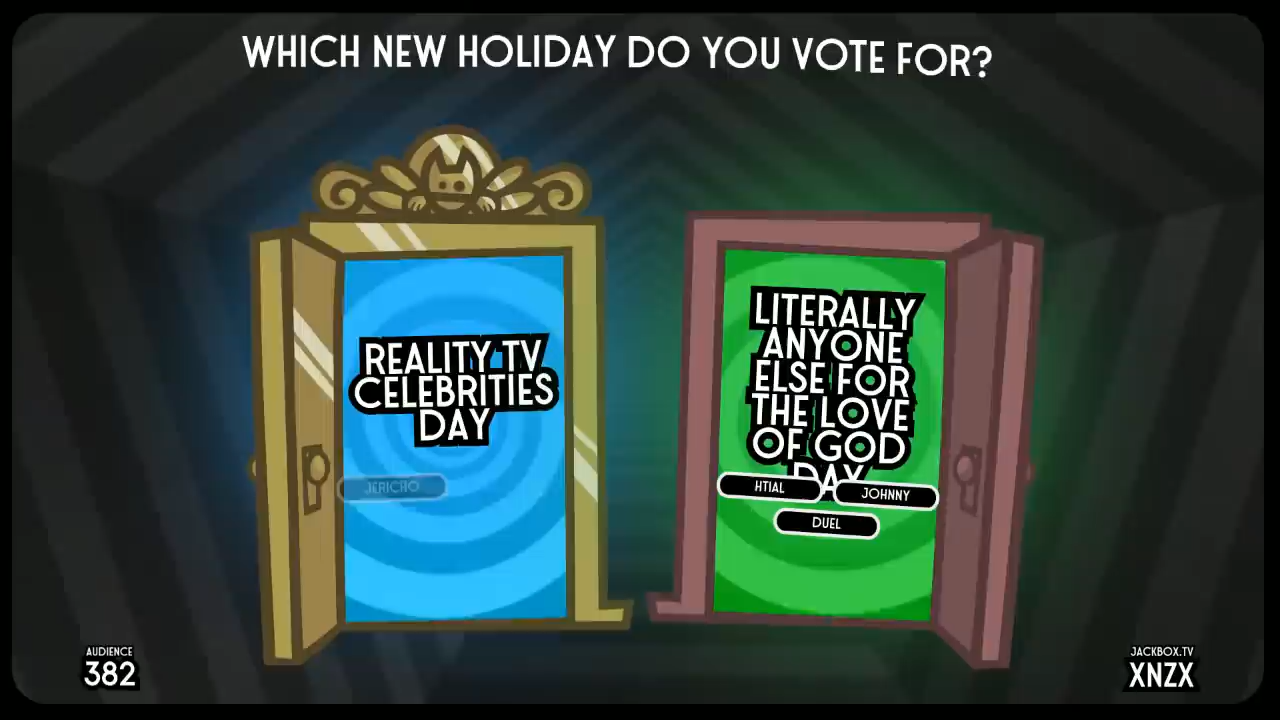 WHICH NEW HOLIDAY DO YOU VOTE FOR?
REALITY TV
CELEBRITIES
DAY
JERICHO
LITERALLY
ANYONE
ELSE FOR
THE LOVE
OF GOD
DAY
HTIAL
JOHNNY
DUEL
AUDIENCE
382
JACKBOX.TV
XNZX